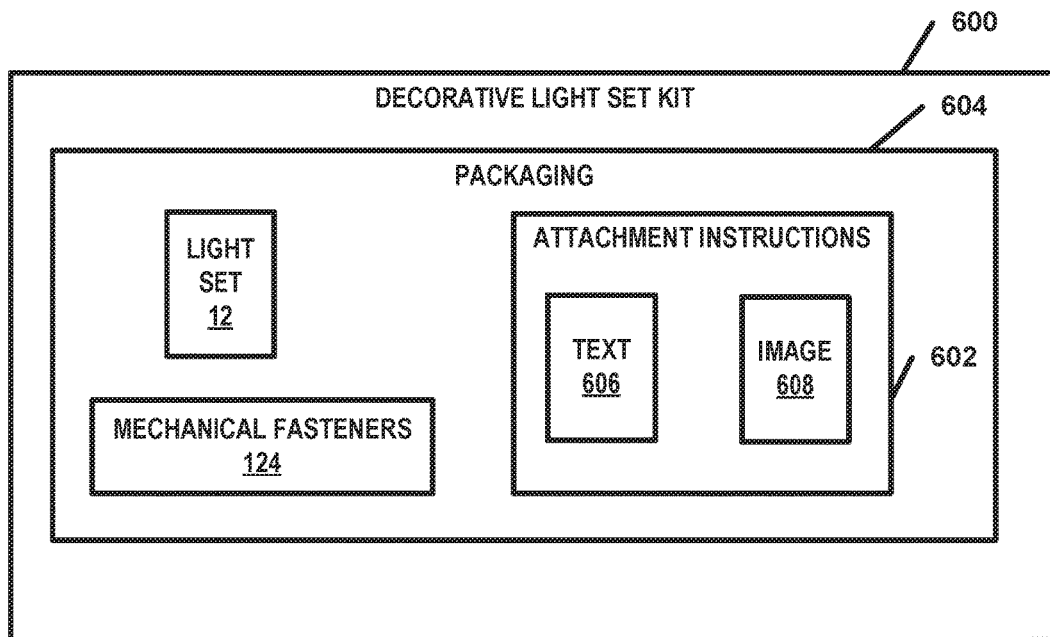 600
DECORATIVE LIGHT SET KIT
604
PACKAGING
LIGHT
SET
12
ATTACHMENT INSTRUCTIONS
TEXT
606
IMAGE
608
602
MECHANICAL FASTENERS
124